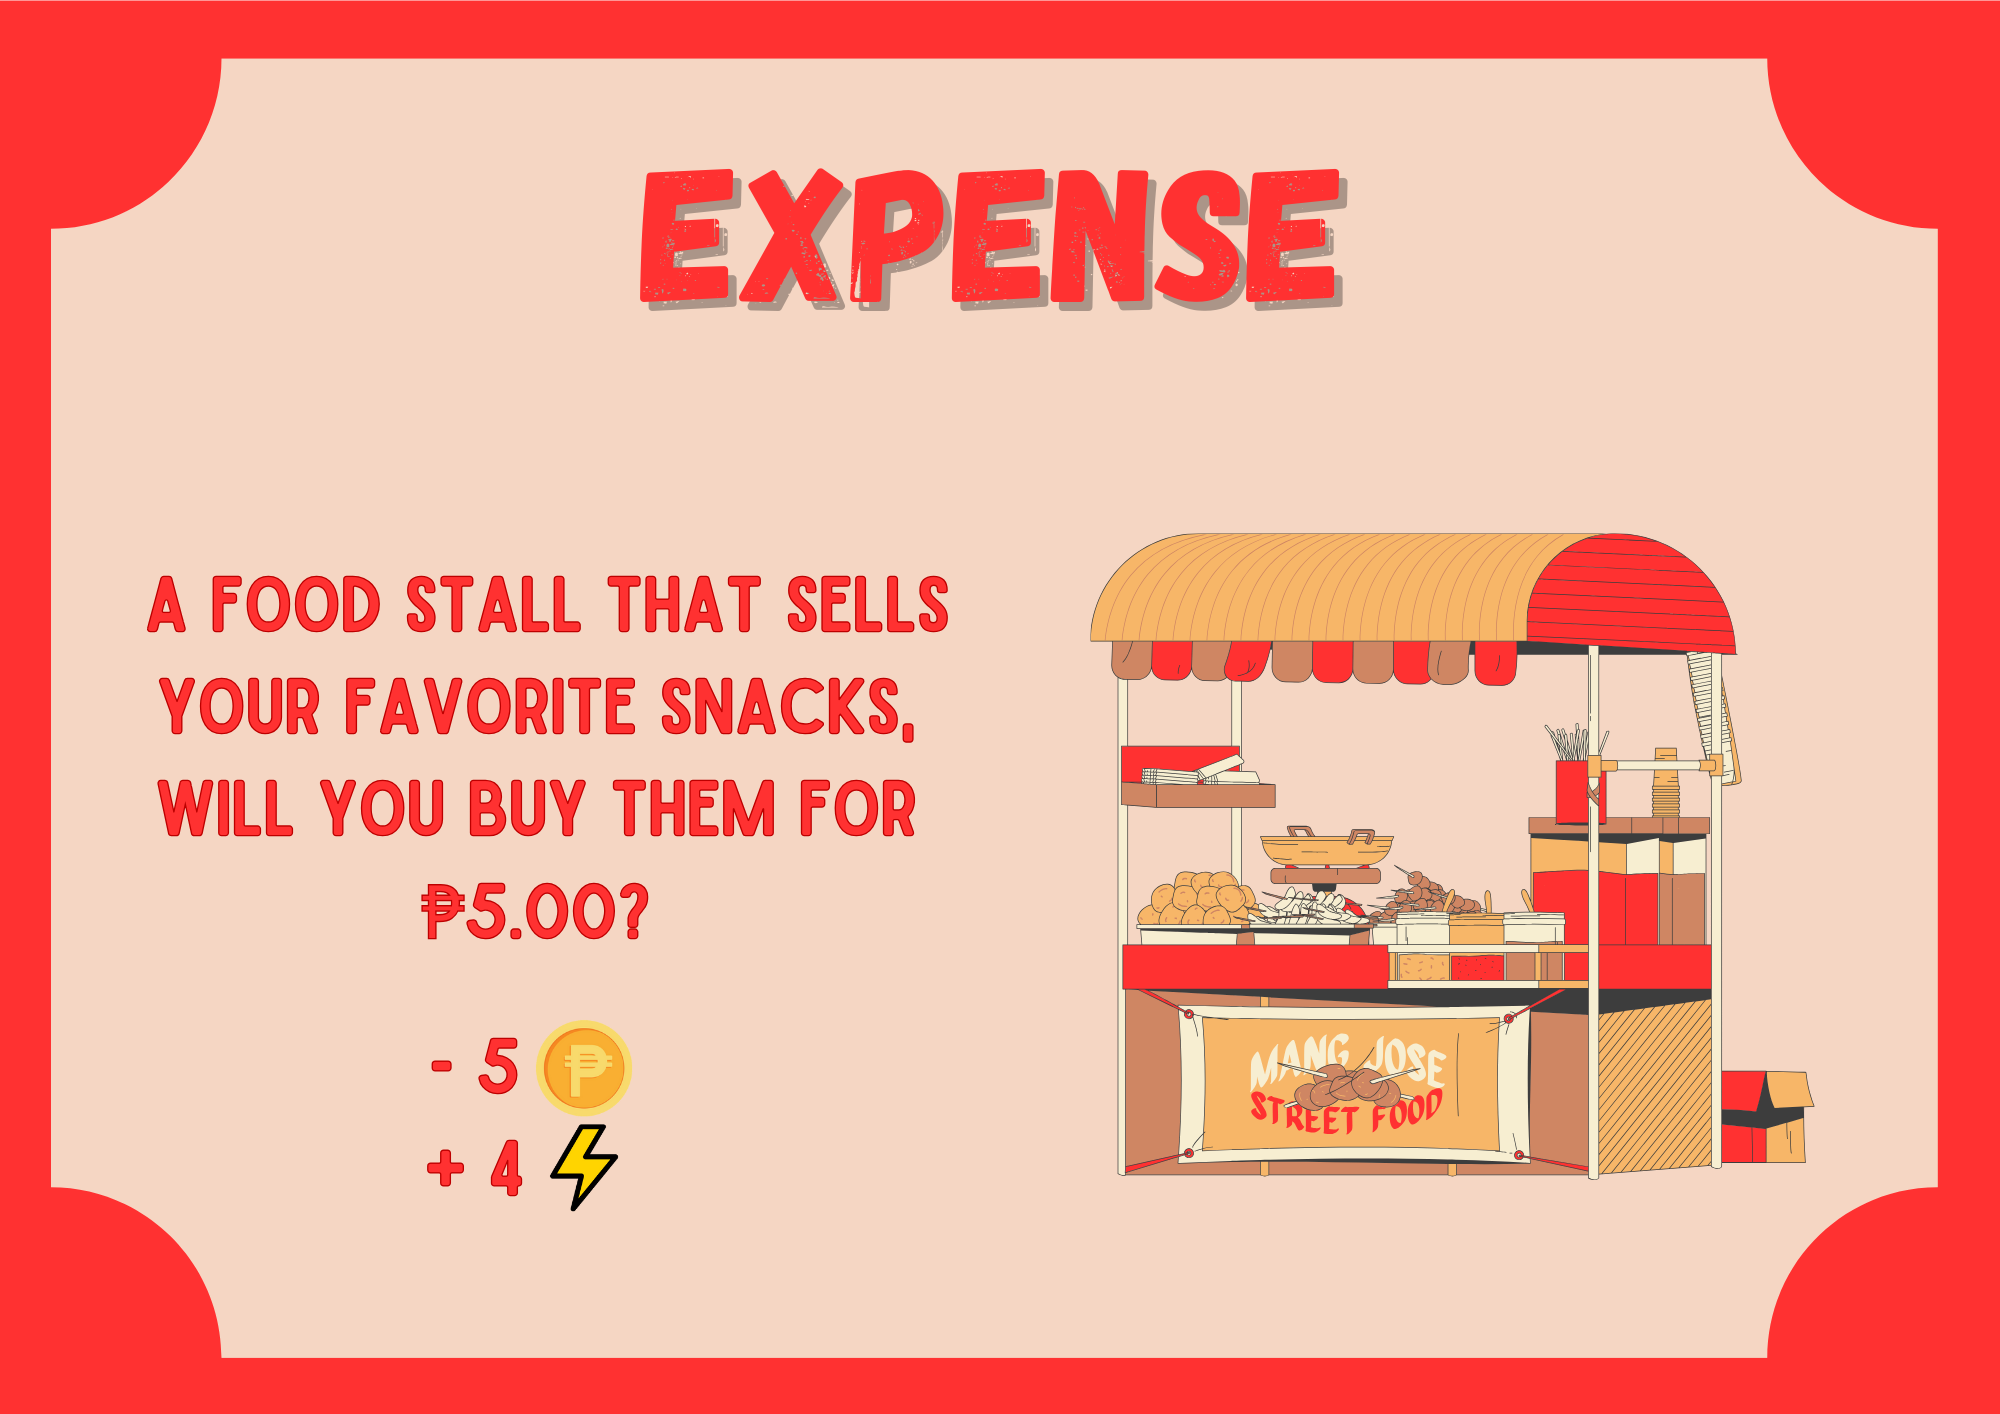 EXPENSE
A FOOD STALL THAT SELLS
YOUR FAVORITE SNACKS,
WILL YOU BUY THEM FOR
₱5.00?
- 5 ₱
+ 4
MANG JOSE
STREET FOOD